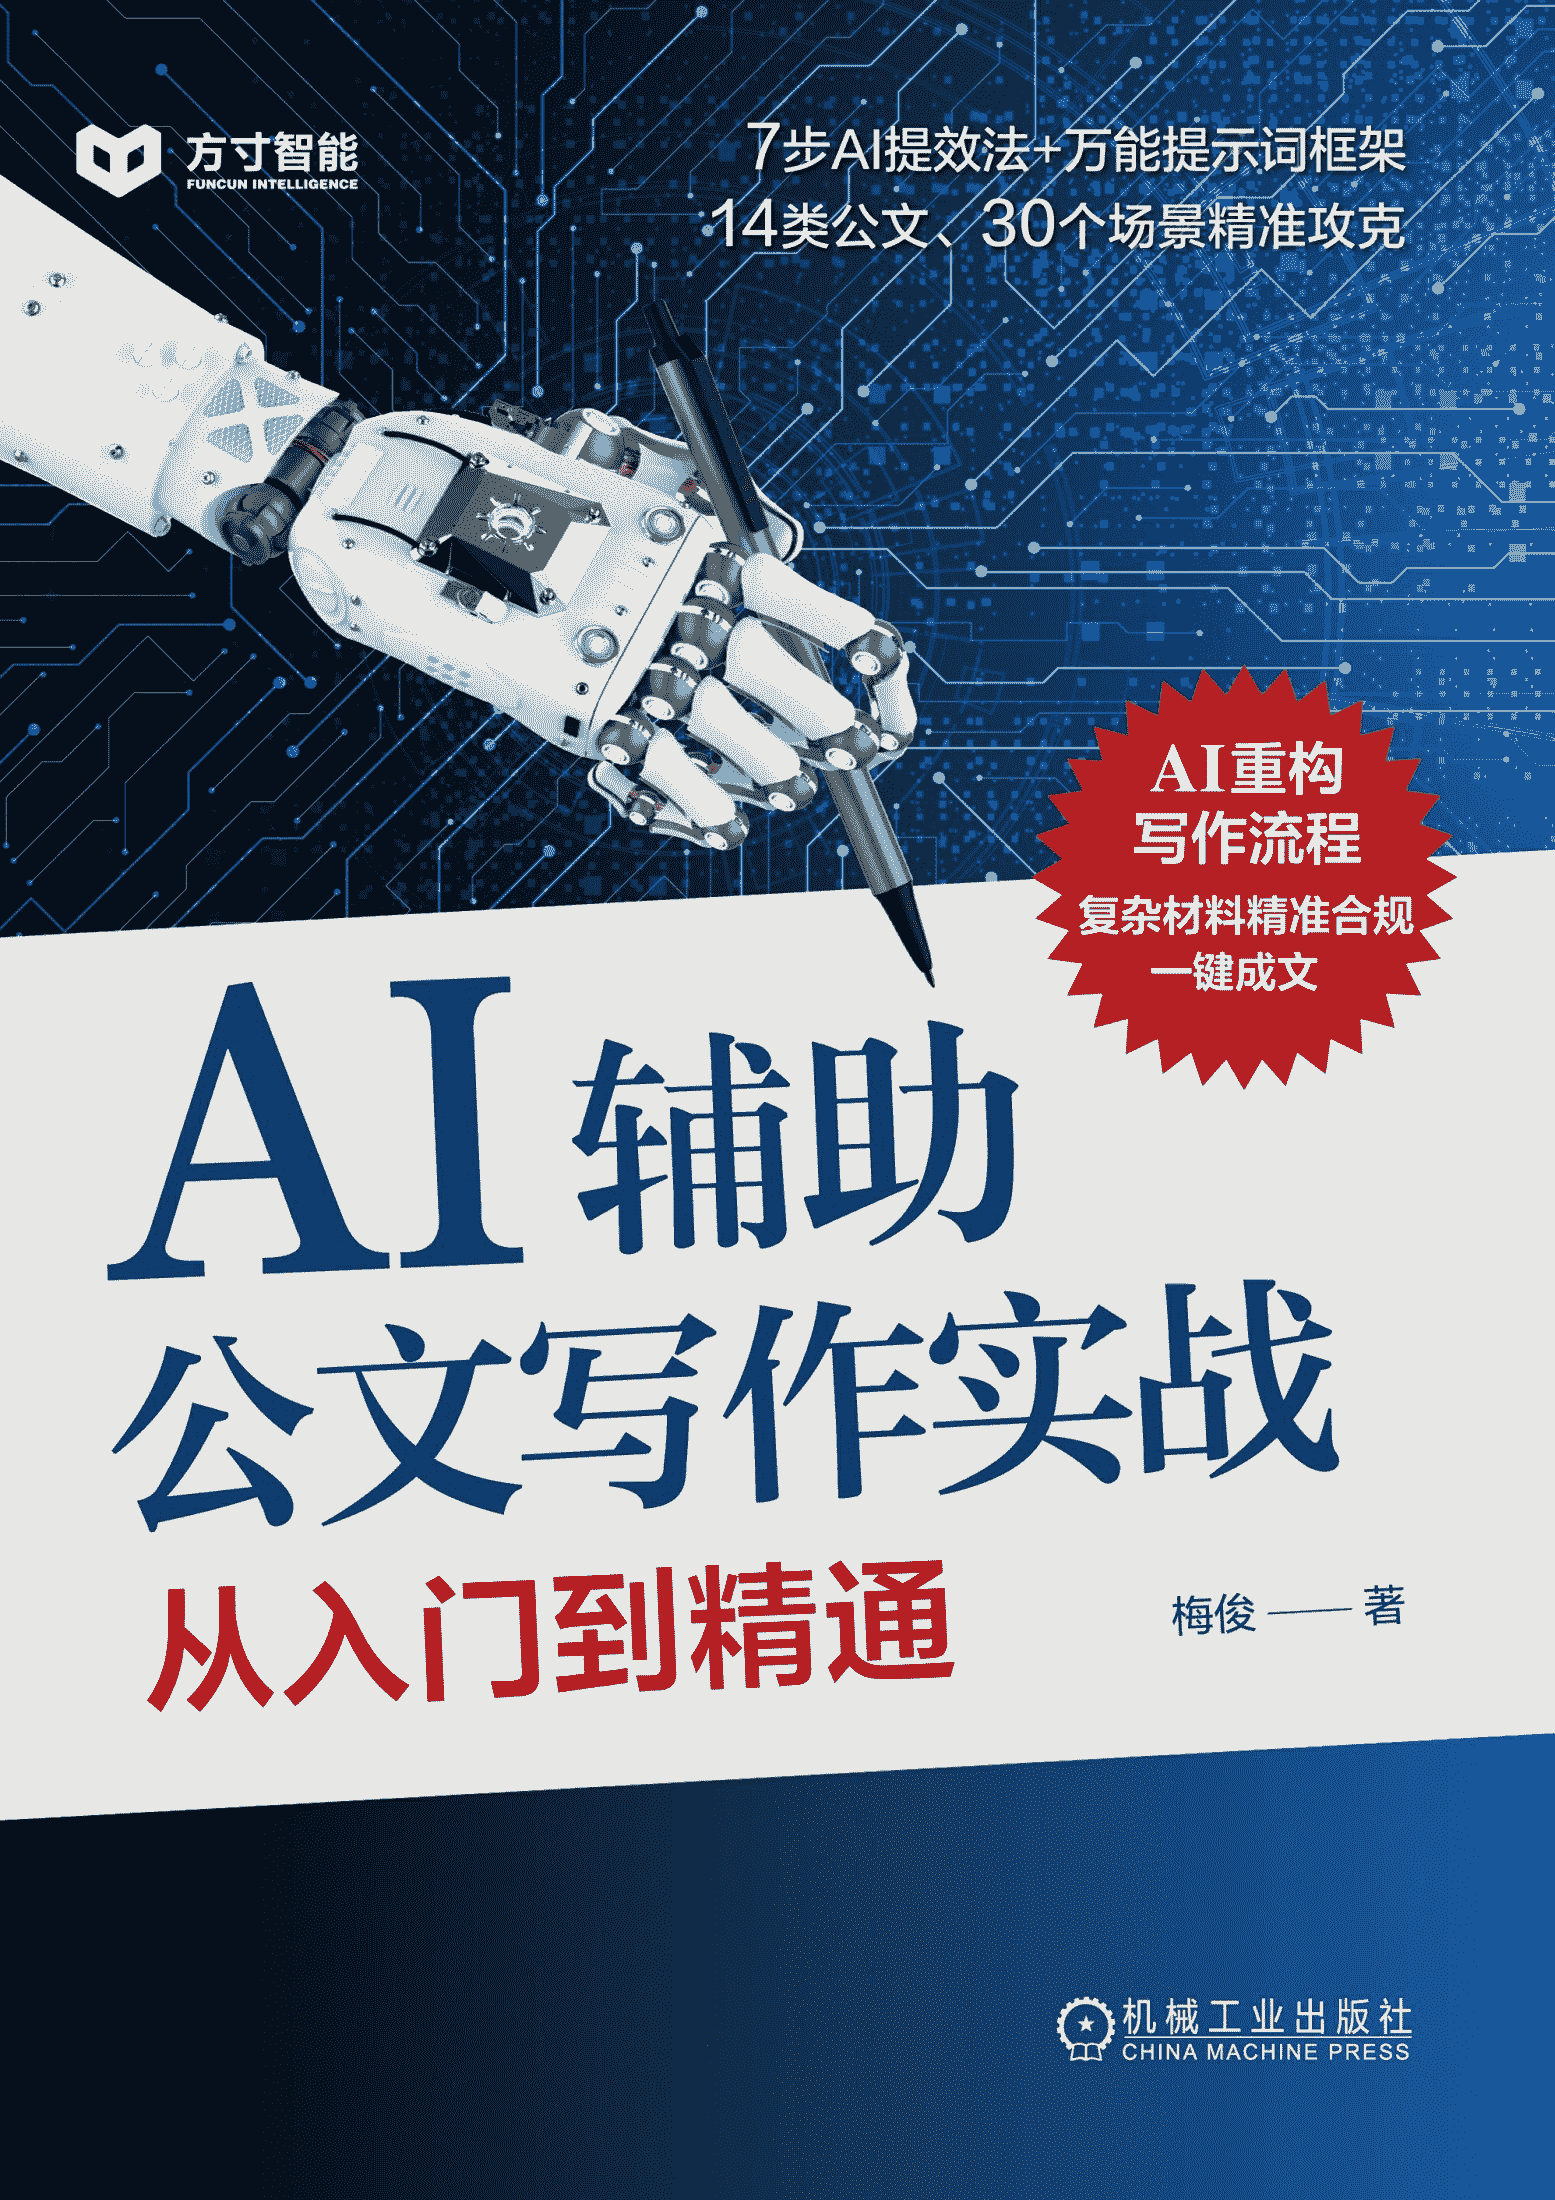 方寸智能
FUNCUN INTELLIGENCE
7步AI提效法+万能提示词框架
14类公文、30个场景精准攻克
AI重构
写作流程
复杂材料精准合规
一键成文
AI辅助
公文写作实战
从入门到精通
梅俊——著
机械工业出版社
CHINA MACHINE PRESS